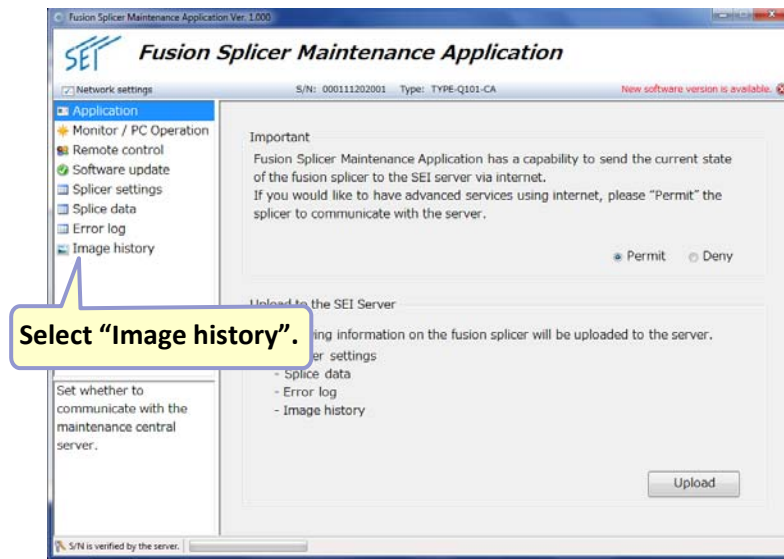 Fusion Splicer Maintenance Application Ver. 1.000
SEI
Fusion Splicer Maintenance Application
Network settings
S/N: 000111202001 Type: TYPE-Q101-CA
New software version is available.
Application
Monitor / PC Operation
Remote control
Software update
Splicer settings
Splice data
Error log
Image history
Select “Image history”.
Set whether to
communicate with the
maintenance central
server.
Important
Fusion Splicer Maintenance Application has a capability to send the current state
of the fusion splicer to the SEI server via internet.
If you would like to have advanced services using internet, please “Permit” the
splicer to communicate with the server.
Permit Deny
Upload to the SEI Server
information on the fusion splicer will be uploaded to the server.
settings
- Splice data
- Error log
- Image history
Upload
S/N is verified by the server.